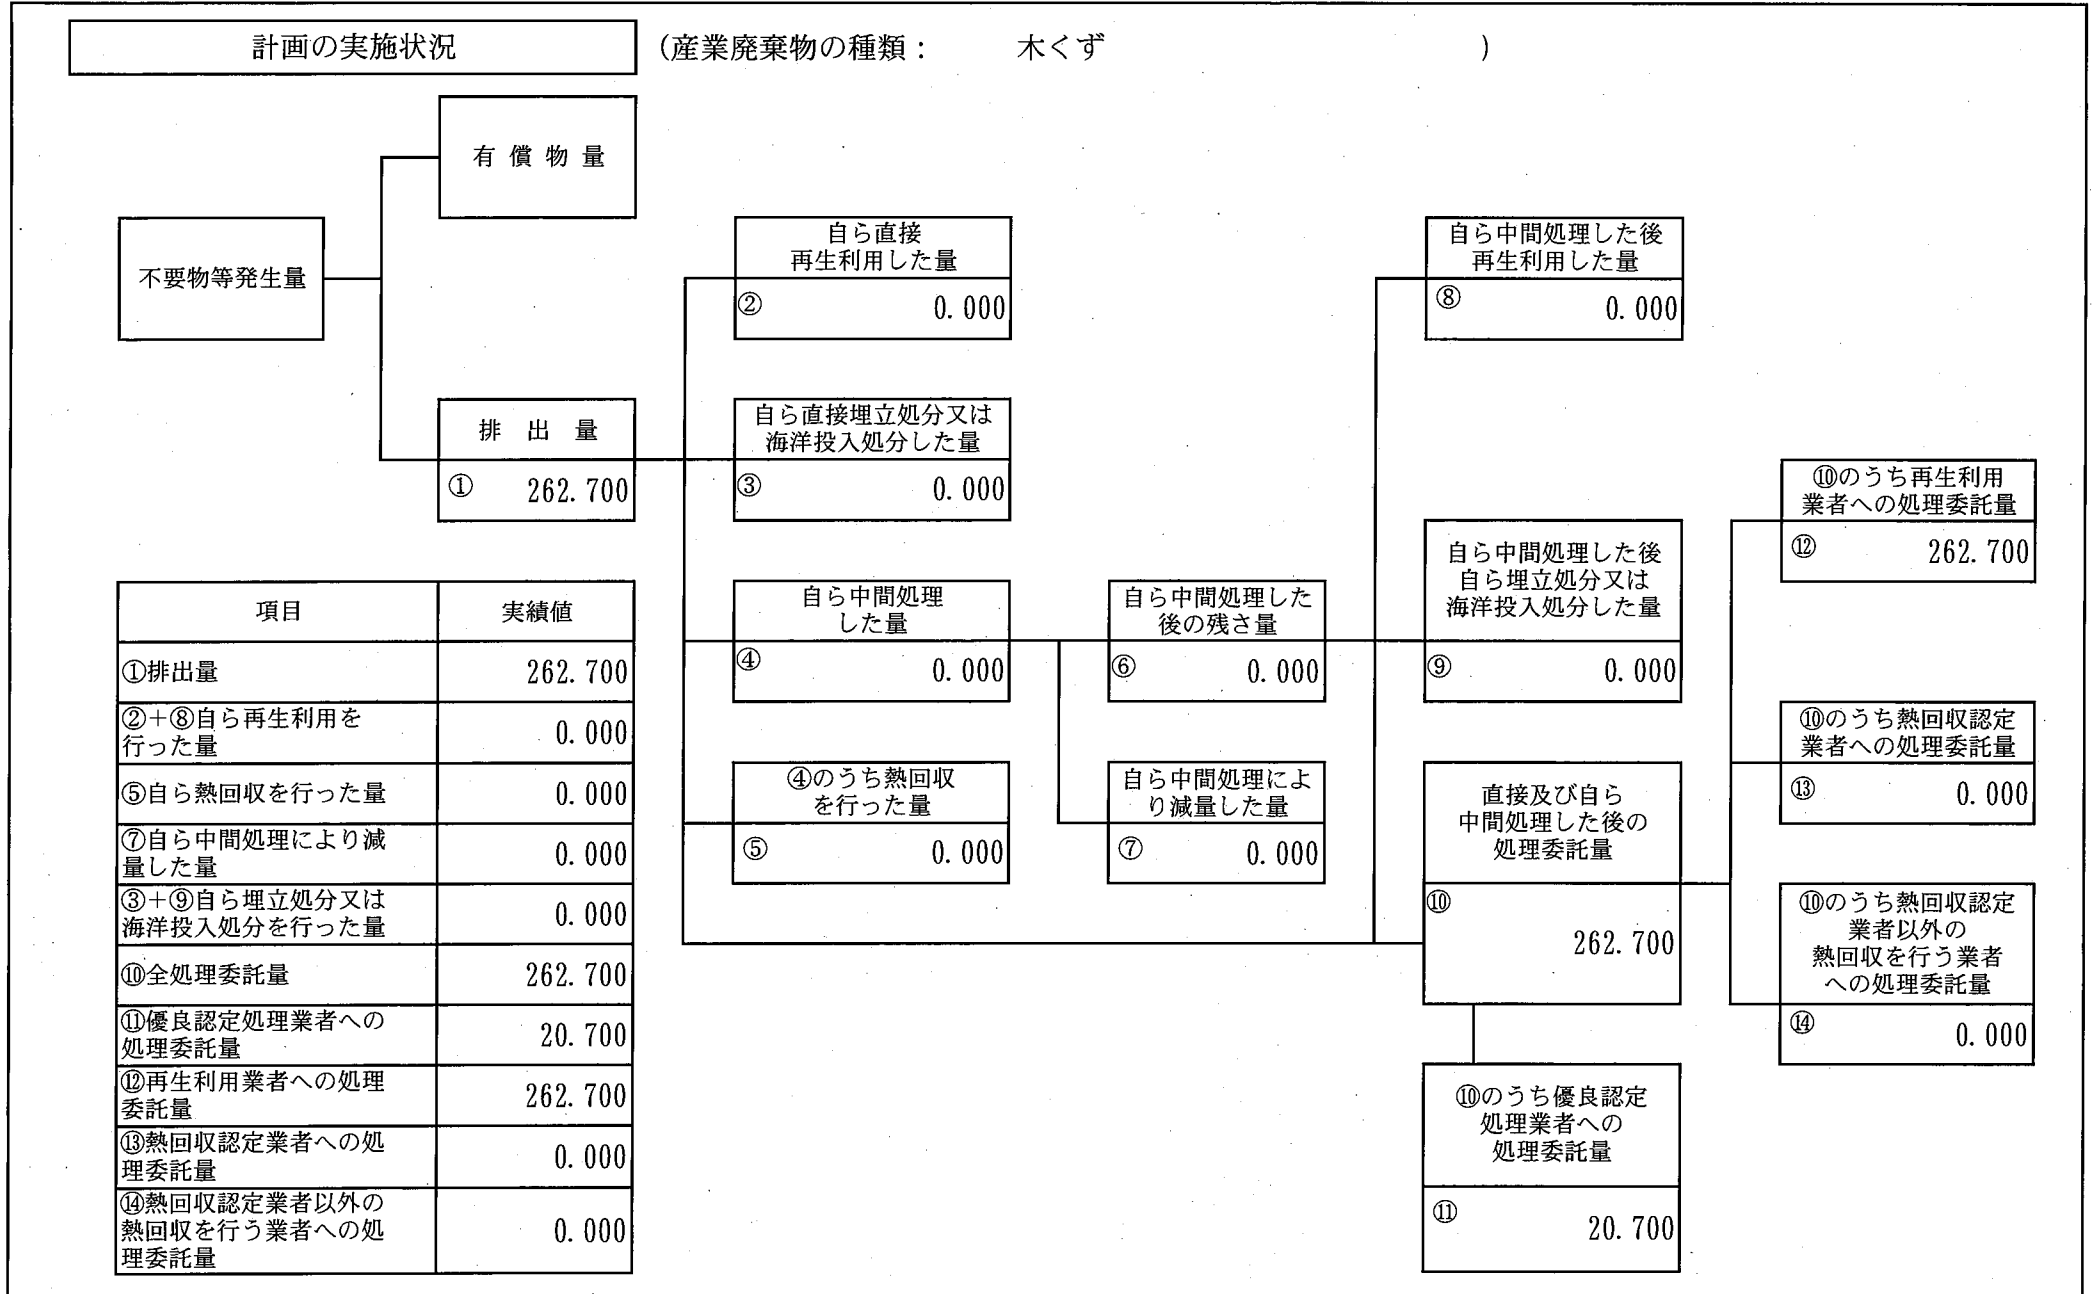 計画の実施状況
（産業廃棄物の種類：　木くず　）
有償物量
不要物等発生量
排出量
① 262.700
自ら直接
再生利用した量
② 0.000
自ら直接埋立処分又は
海洋投入処分した量
③ 0.000
自ら中間処理
した量
④ 0.000
④のうち熱回収
を行った量
⑤ 0.000
自ら中間処理した
後の残さ量
⑥ 0.000
自ら中間処理によ
り減量した量
⑦ 0.000
自ら中間処理した後
再生利用した量
⑧ 0.000
自ら中間処理した後
自ら埋立処分又は
海洋投入処分した量
⑨ 0.000
直接及び自ら
中間処理した後の
処理委託量
⑩
262.700
⑩のうち優良認定
処理業者への
処理委託量
⑪ 20.700
⑩のうち再生利用
業者への処理委託量
⑫ 262.700
⑩のうち熱回収認定
業者への処理委託量
⑬ 0.000
⑩のうち熱回収認定
業者以外の
熱回収を行う業者
への処理委託量
⑭ 0.000
項目 実績値
①排出量 262.700
②＋⑧自ら再生利用を
行った量 0.000
⑤自ら熱回収を行った量 0.000
⑦自ら中間処理により減
量した量 0.000
③＋⑨自ら埋立処分又は
海洋投入処分を行った量 0.000
⑩全処理委託量 262.700
⑪優良認定処理業者への
処理委託量 20.700
⑫再生利用業者への処理
委託量 262.700
⑬熱回収認定業者への処
理委託量 0.000
⑭熱回収認定業者以外の
熱回収を行う業者への処
理委託量 0.000